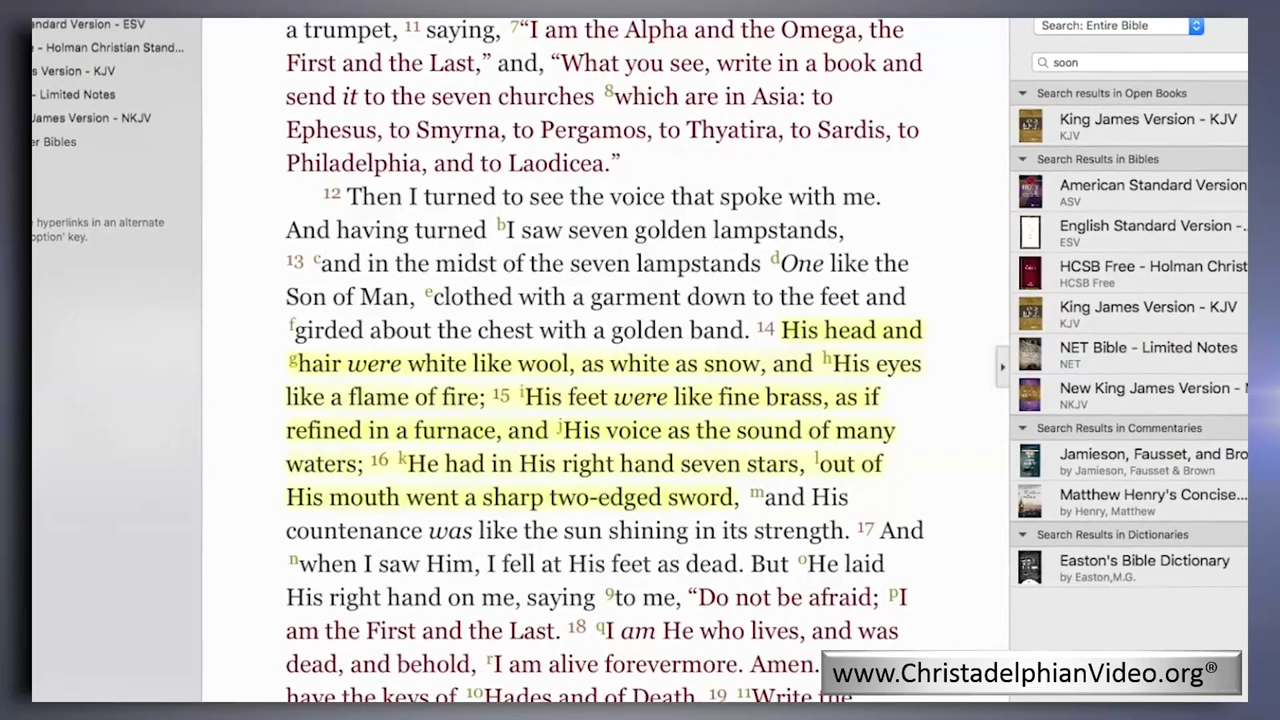 andard Version - ESV
- Holman Christian Stand...
s Version - KJV
- Limited Notes
James Version - NKJV
er Bibles
e hyperlinks in an alternate
option' key.
a trumpet, 11 saying, 7“I am the Alpha and the Omega, the
First and the Last,” and, “What you see, write in a book and
send it to the seven churches 8which are in Asia: to
Ephesus, to Smyrna, to Pergamos, to Thyatira, to Sardis, to
Philadelphia, and to Laodicea.”
12 Then I turned to see the voice that spoke with me.
And having turned bI saw seven golden lampstands,
13 cand in the midst of the seven lampstands dOne like the
Son of Man, eclothed with a garment down to the feet and
fgirded about the chest with a golden band. 14 His head and
ghair were white like wool, as white as snow, and hHis eyes
like a flame of fire; 15 iHis feet were like fine brass, as if
refined in a furnace, and jHis voice as the sound of many
waters; 16 kHe had in His right hand seven stars, lout of
His mouth went a sharp two-edged sword, mand His
countenance was like the sun shining in its strength. 17 And
nwhen I saw Him, I fell at His feet as dead. But oHe laid
His right hand on me, saying 9to me, “Do not be afraid; pI
am the First and the Last. 18 qI am He who lives, and was
dead, and behold, rI am alive forevermore. Amen.
have the keys of 10Hades and of Death. 19 11Write the
Search: Entire Bible
soon
Search results in Open Books
King James Version - KJV
KJV
Search Results in Bibles
American Standard Version
ASV
English Standard Version -..
ESV
HCSB Free - Holman Christ
HCSB Free
King James Version - KJV
KJV
NET Bible - Limited Notes
NET
New King James Version -
NKJV
Search Results in Commentaries
Jamieson, Fausset, and Bro
by Jamieson, Fausset & Brown
Matthew Henry's Concise...
by Henry, Matthew
Search Results in Dictionaries
Easton's Bible Dictionary
by Easton,M.G.
www.ChristadelphianVideo.org®